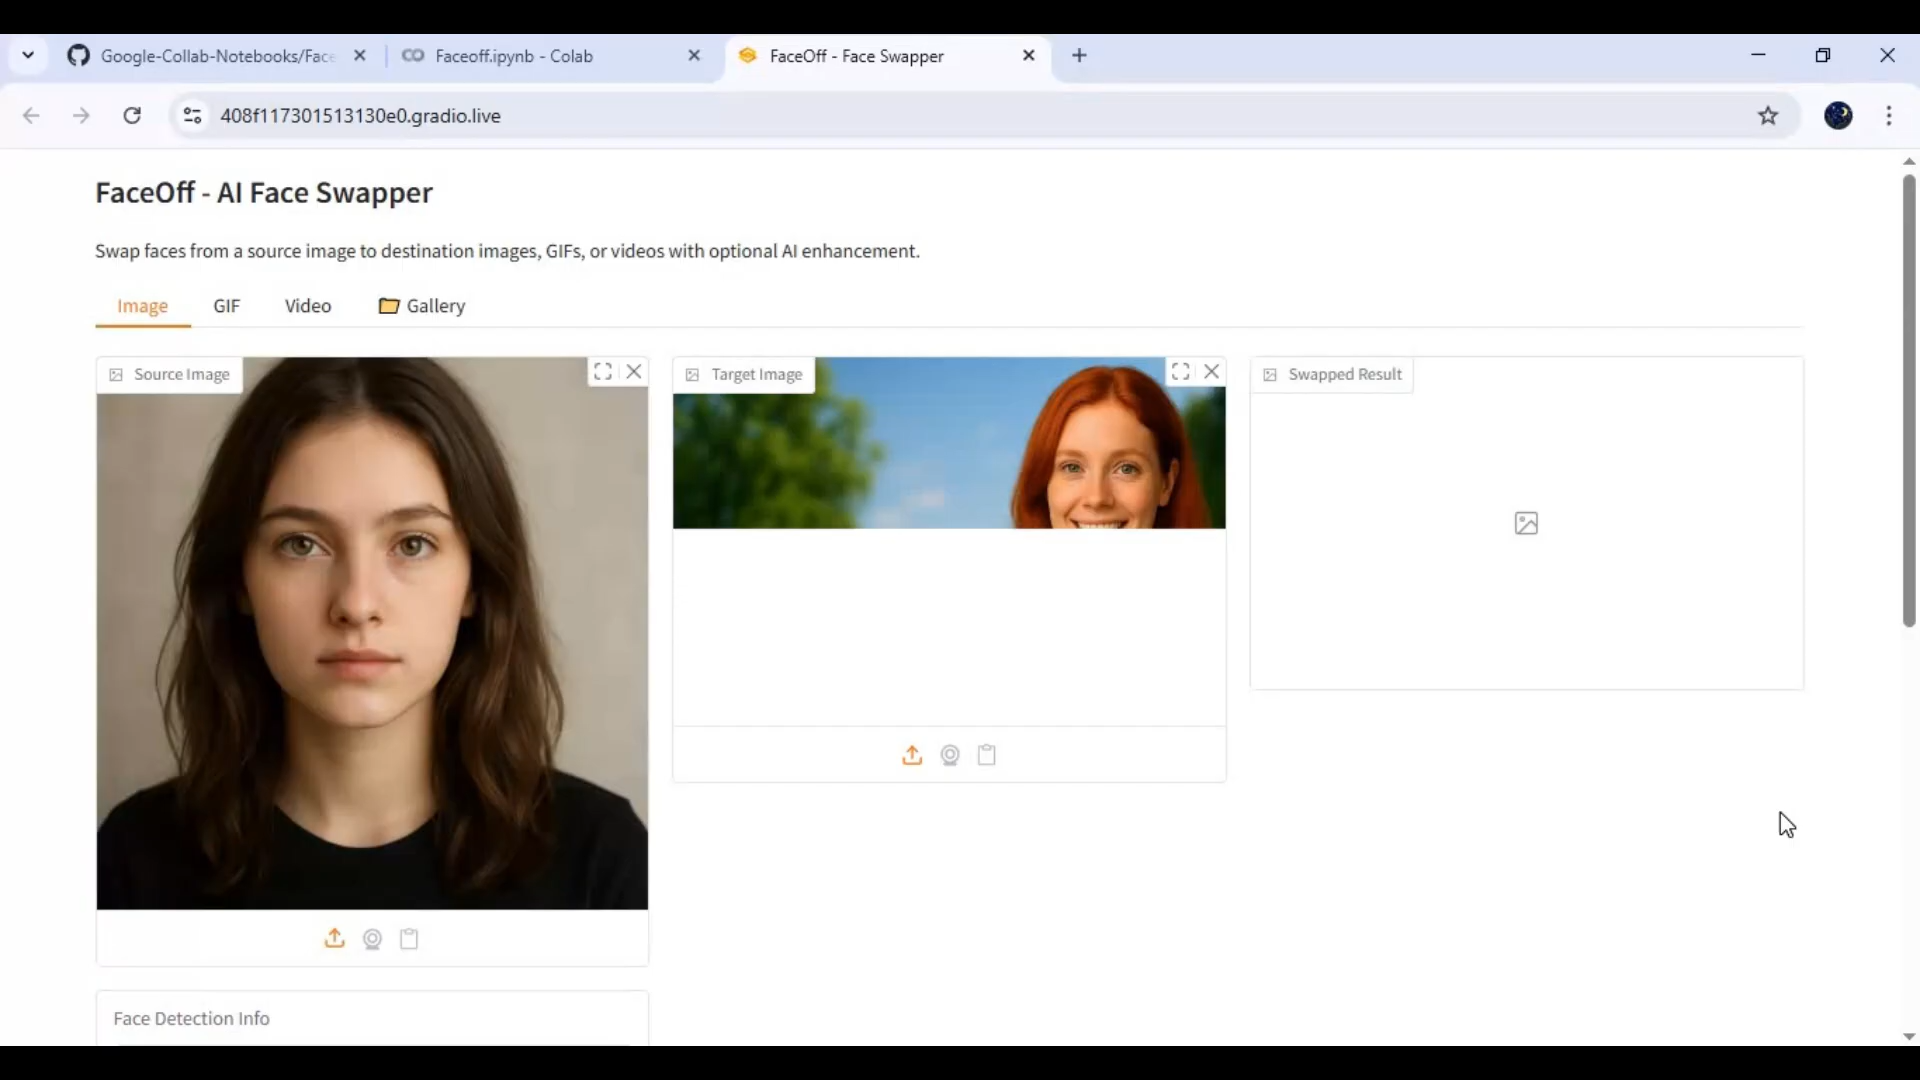 Google-Collab-Notebooks/Face
Faceoff.ipynb - Colab
FaceOff - Face Swapper
408f117301513130e0.gradio.live
FaceOff - AI Face Swapper
Swap faces from a source image to destination images, GIFs, or videos with optional AI enhancement.
Image GIF Video Gallery
Source Image
Target Image
Swapped Result
Face Detection Info